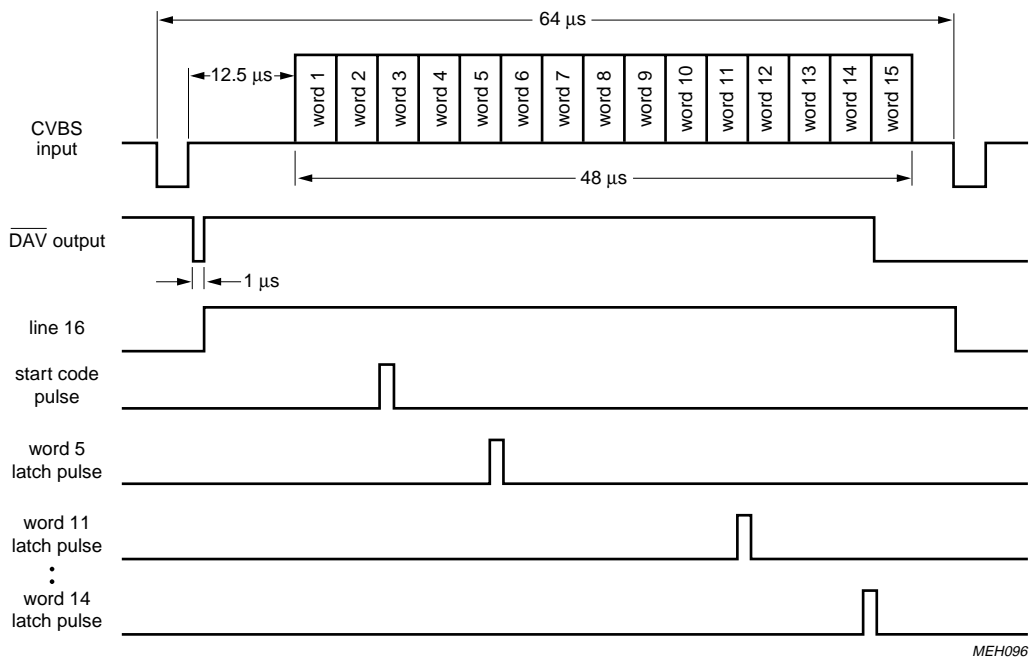 64 μs
12.5 μs
word 1
word 2
word 3
word 4
word 5
word 6
word 7
word 8
word 9
word 10
word 11
word 12
word 13
word 14
word 15
CVBS
input
48 μs
DAV output
1 μs
line 16
start code
pulse
word 5
latch pulse
word 11
latch pulse
word 14
latch pulse
MEH096